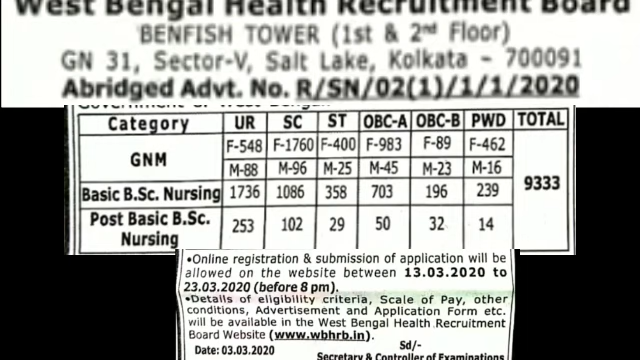 West Bengal Health Recruitment Board
BENFISH TOWER (1st & 2nd Floor)
GN 31, Sector-V, Salt Lake, Kolkata - 700091
Abridged Advt. No. R/SN/02(1)/1/1/2020
Government of West Bengal
Category UR SC ST OBC-A OBC-B PWD TOTAL
GNM F-548 F-1760 F-400 F-983 F-89 F-462 9333
M-88 M-96 M-25 M-45 M-23 M-16
Basic B.Sc. Nursing 1736 1086 358 703 196 239
Post Basic B.Sc. Nursing 253 102 29 50 32 14
•Online registration & submission of application will be
allowed on the website between 13.03.2020 to
23.03.2020 (before 8 pm).
•Details of eligibility criteria, Scale of Pay, other
conditions, Advertisement and Application Form etc.
will be available in the West Bengal Health Recruitment
Board Website (www.wbhrb.in).
Sd/-
Date: 03.03.2020 Secretary & Controller of Examinations